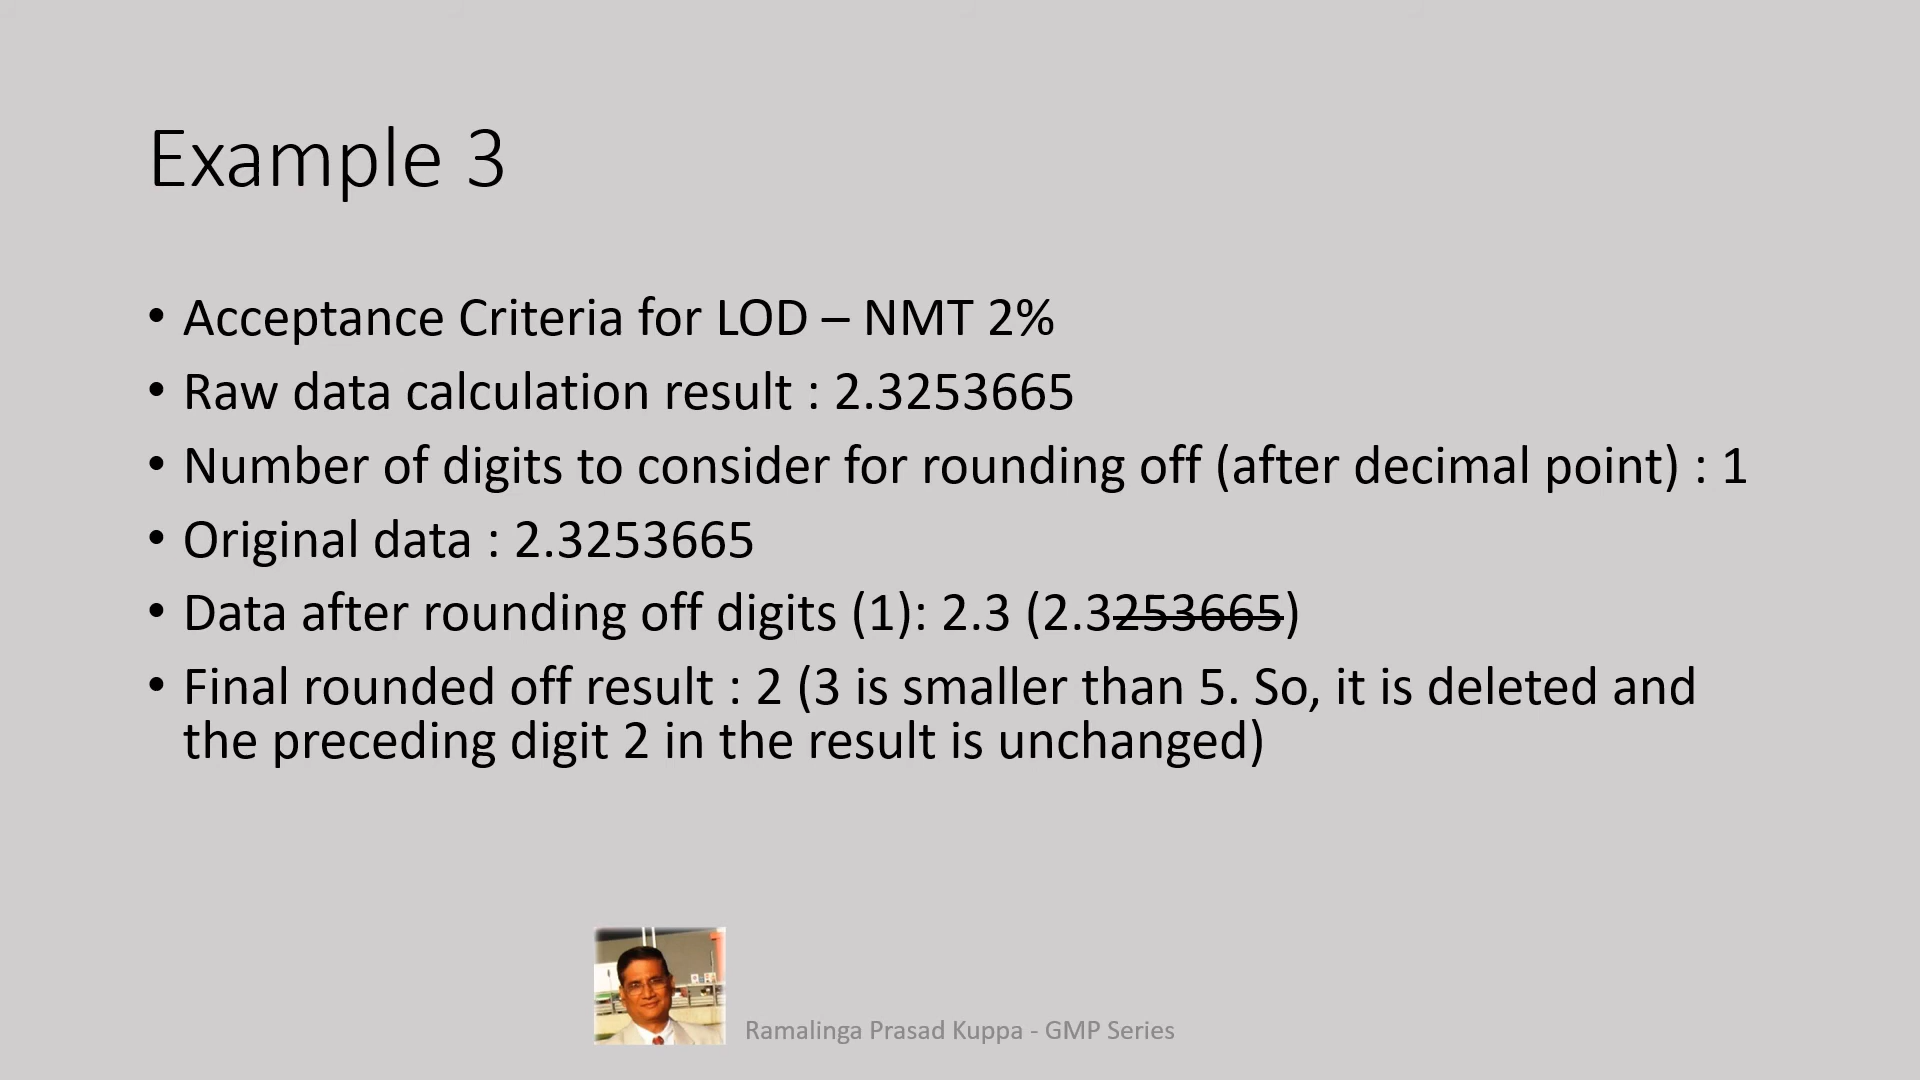 Example 3
• Acceptance Criteria for LOD – NMT 2%
• Raw data calculation result : 2.3253665
• Number of digits to consider for rounding off (after decimal point) : 1
• Original data : 2.3253665
• Data after rounding off digits (1): 2.3 (2.3253665)
• Final rounded off result : 2 (3 is smaller than 5. So, it is deleted and
the preceding digit 2 in the result is unchanged)
Ramalinga Prasad Kuppa - GMP Series